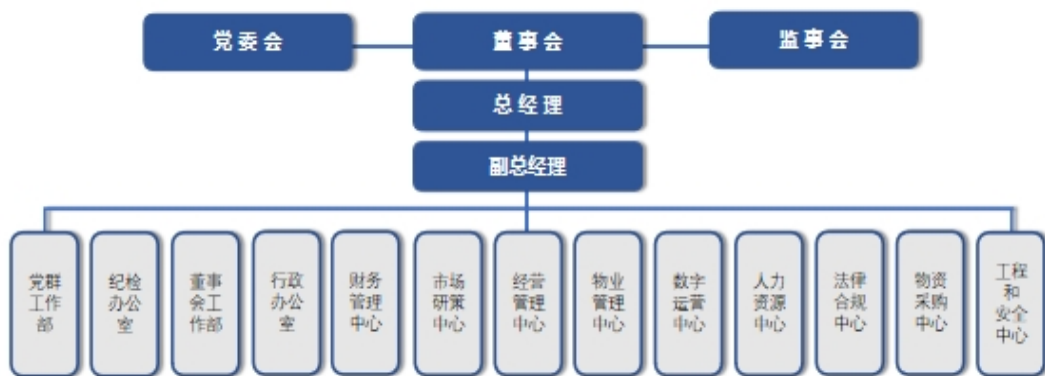 党委会
董事会
监事会
总经理
副总经理
党群
工作
部
纪检
办公
室
董事
会工
作部
行政
办公
室
财务
管理
中心
市场
研策
中心
经营
管理
中心
物业
管理
中心
数字
运营
中心
人力
资源
中心
法律
合规
中心
物资
采购
中心
工程
和
安全
中心